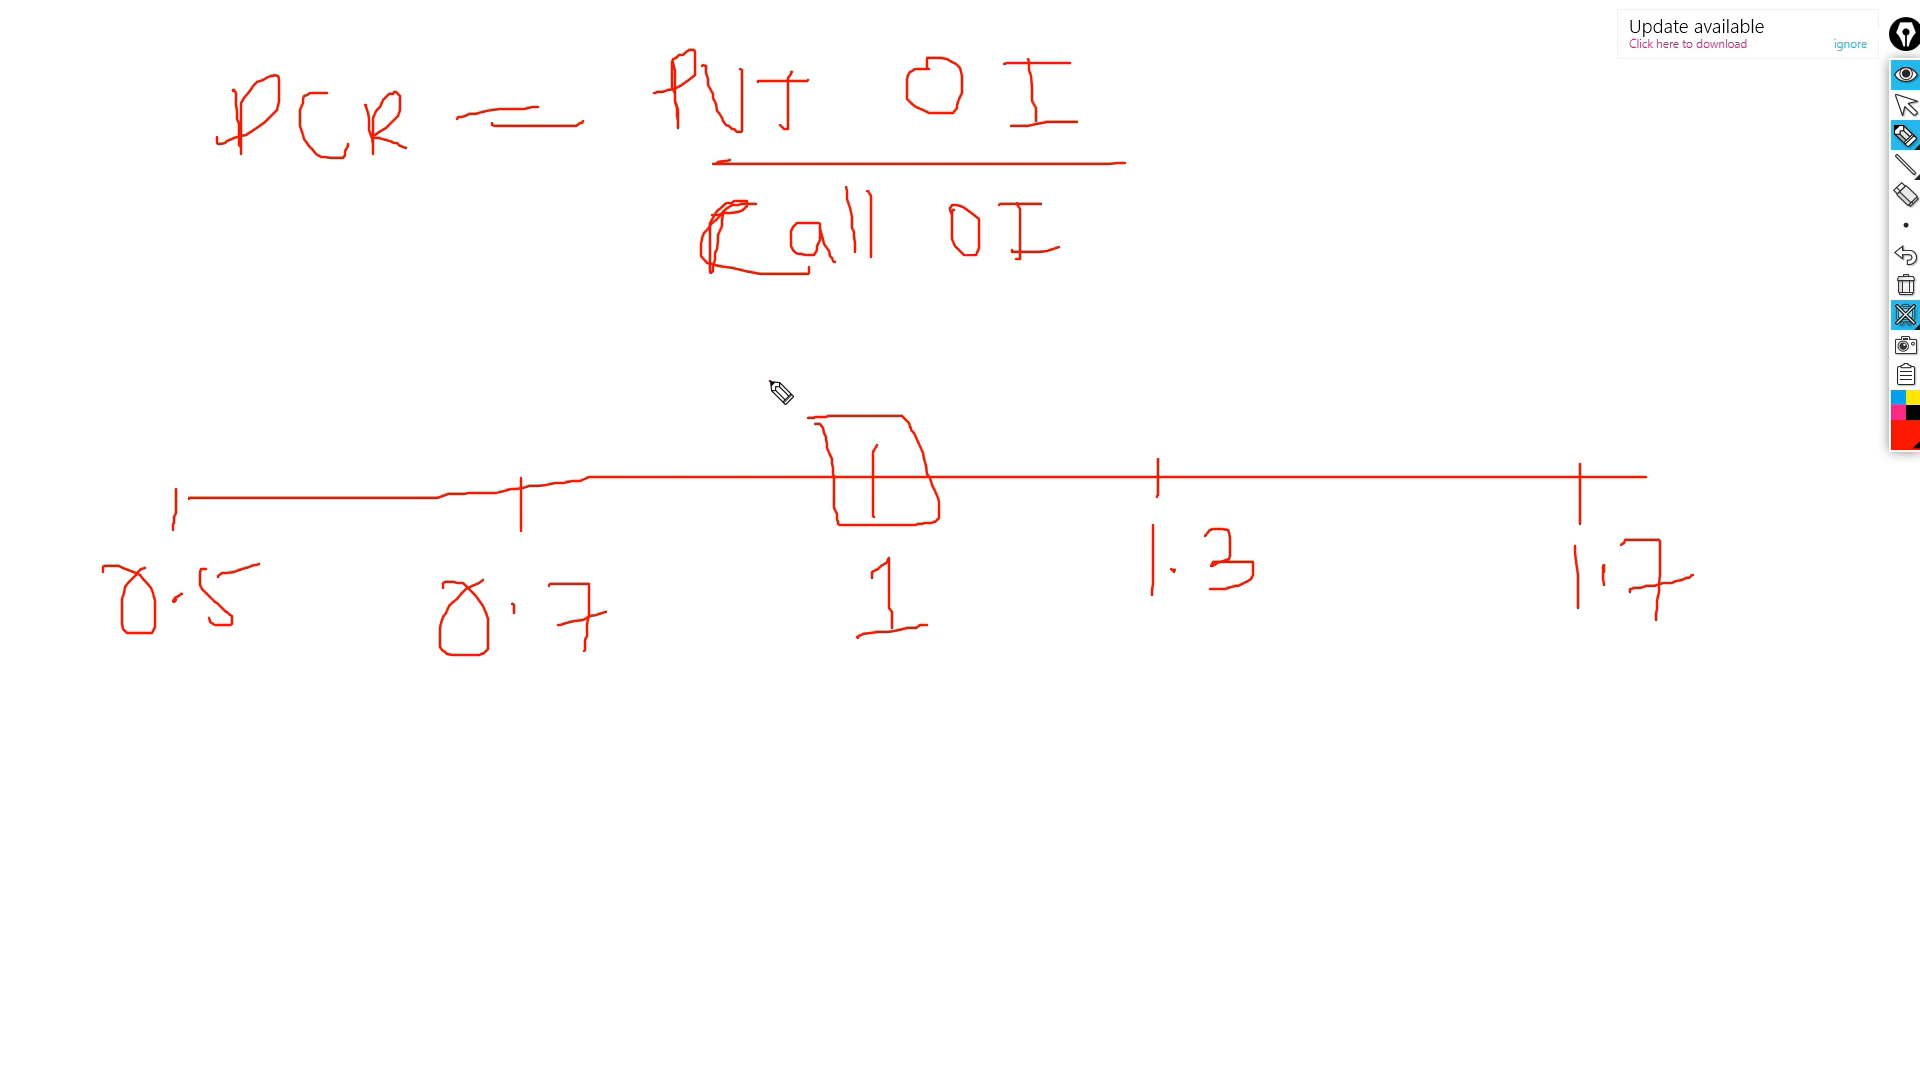 Update available
Click here to download ignore
PCR = PUT OI
Call OI
0.5 0.7 1 1.3 1.7